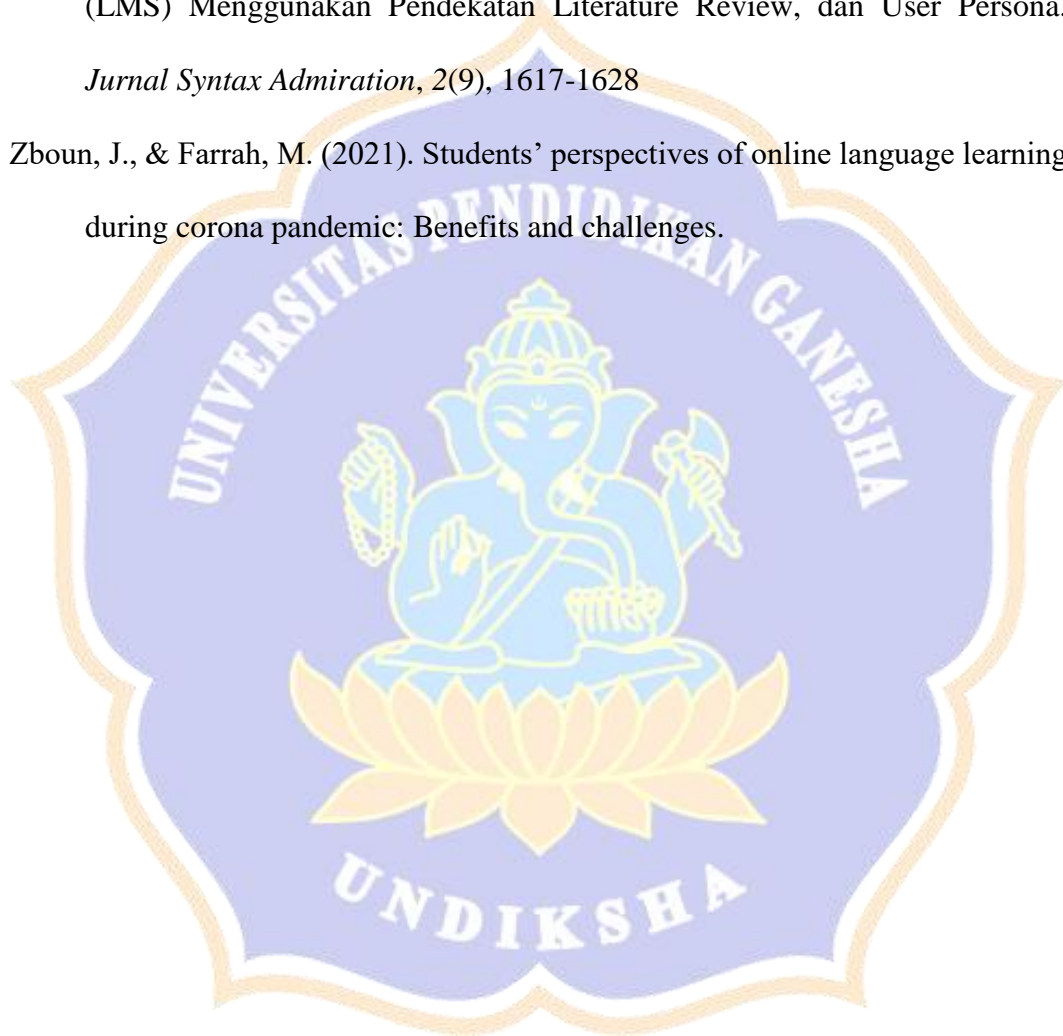 (LMS) Menggunakan Pendekatan Literature Review, dan User Persona.
Jurnal Syntax Admiration, 2(9), 1617-1628
Zboun, J., & Farrah, M. (2021). Students’ perspectives of online language learning
during corona pandemic: Benefits and challenges.
UNIVERSITAS PENDIDIKAN GANESHA
UNDIKSHA